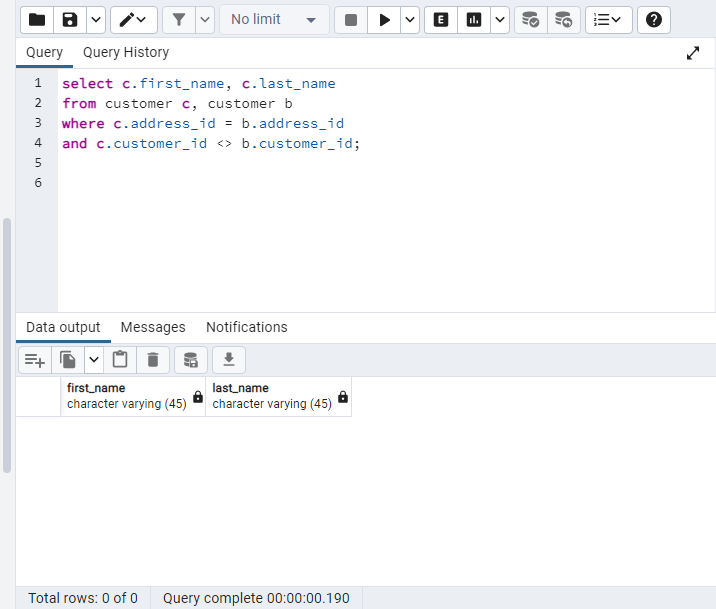 No limit
E
Query Query History
1 select c.first_name, c.last_name
2 from customer c, customer b
3 where c.address_id = b.address_id
4 and c.customer_id <> b.customer_id;
5
6
Data output Messages Notifications
first_name last_name
character varying (45) character varying (45)
Total rows: 0 of 0 Query complete 00:00:00.190